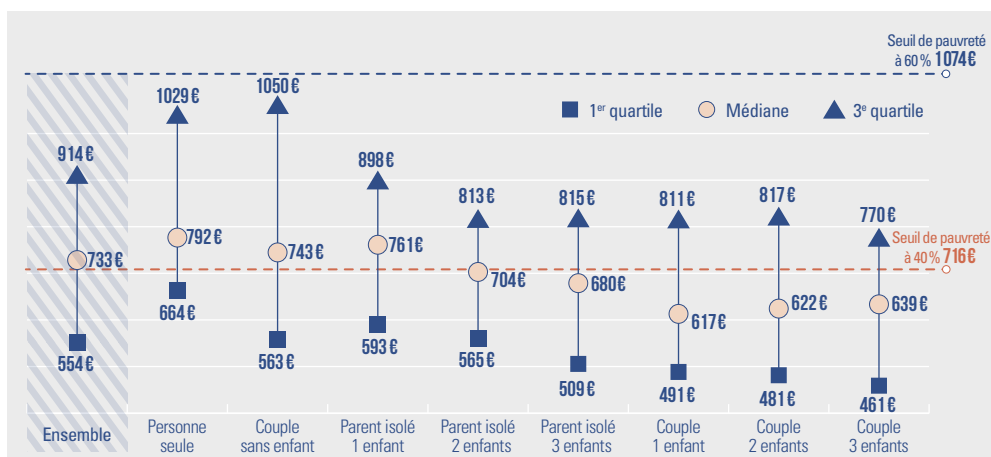 Seuil de pauvreté
à 60 % 1074 €
1er quartile
Médiane
3e quartile
914 €
733 €
554 €
1029 €
792 €
664 €
1050 €
743 €
563 €
898 €
761 €
593 €
813 €
704 €
565 €
815 €
680 €
509 €
811 €
617 €
491 €
817 €
622 €
481 €
770 €
639 €
461 €
Seuil de pauvreté
à 40 % 716 €
Ensemble
Personne
seule
Couple
sans enfant
Parent isolé
1 enfant
Parent isolé
2 enfants
Parent isolé
3 enfants
Couple
1 enfant
Couple
2 enfants
Couple
3 enfants